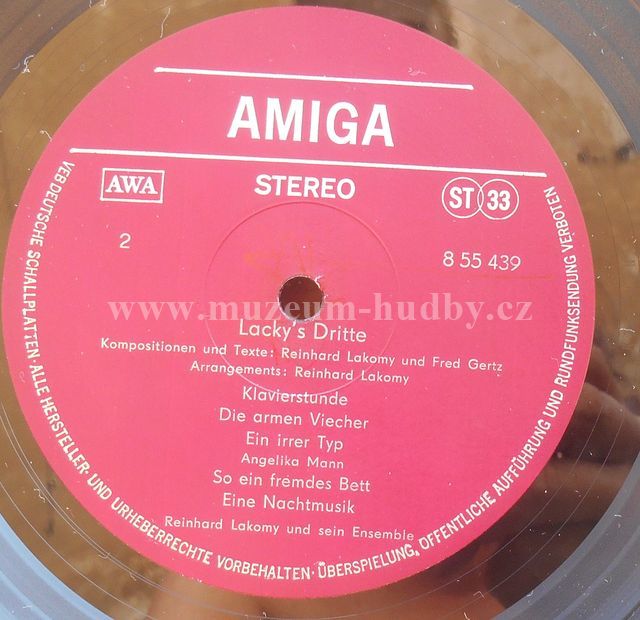 AMIGA
AWA
STEREO
ST 33
2
8 55 439
www.muzeum-hudby.cz
Lacky's Dritte
Kompositionen und Texte: Reinhard Lakomy und Fred Gertz
Arrangements: Reinhard Lakomy
Klavierstunde
Die armen Viecher
Ein irrer Typ
Angelika Mann
So ein fremdes Bett
Eine Nachtmusik
Reinhard Lakomy und sein Ensemble
VEB DEUTSCHE SCHALLPLATTEN · ALLE HERSTELLER- UND URHEBERRECHTE VORBEHALTEN · ÜBERSPIELUNG, ÖFFENTLICHE AUFFÜHRUNG UND RUNDFUNKSENDUNG VERBOTEN